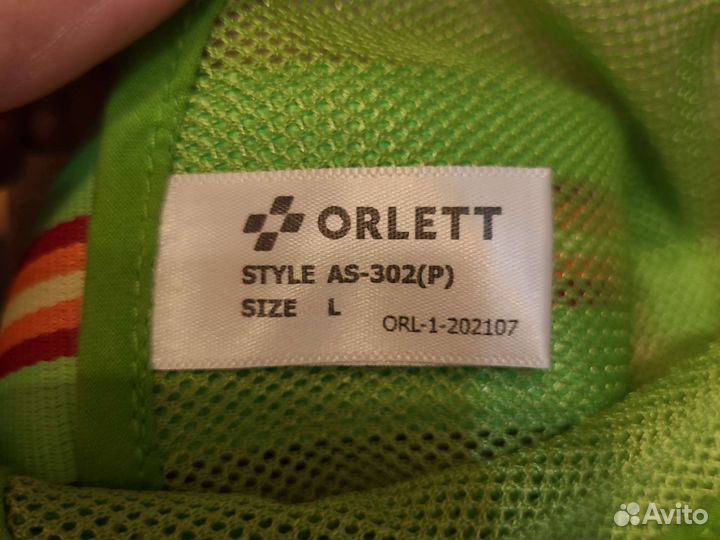 ORLETT
STYLE AS-302(P)
SIZE L
ORL-1-202107
Avito